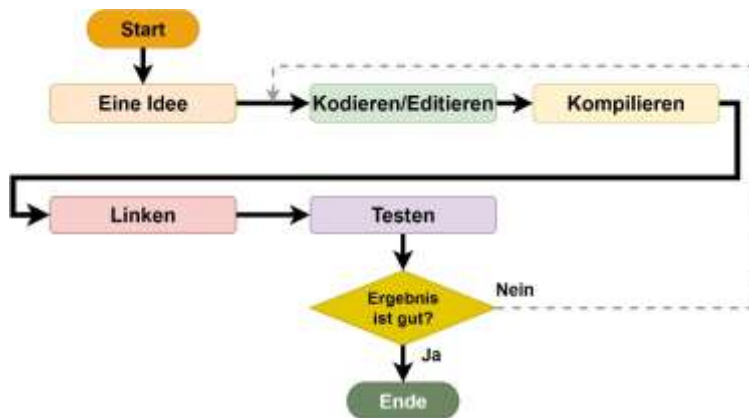 Start
Eine Idee
Kodieren/Editieren
Kompilieren
Linken
Testen
Ergebnis
ist gut?
Nein
Ja
Ende